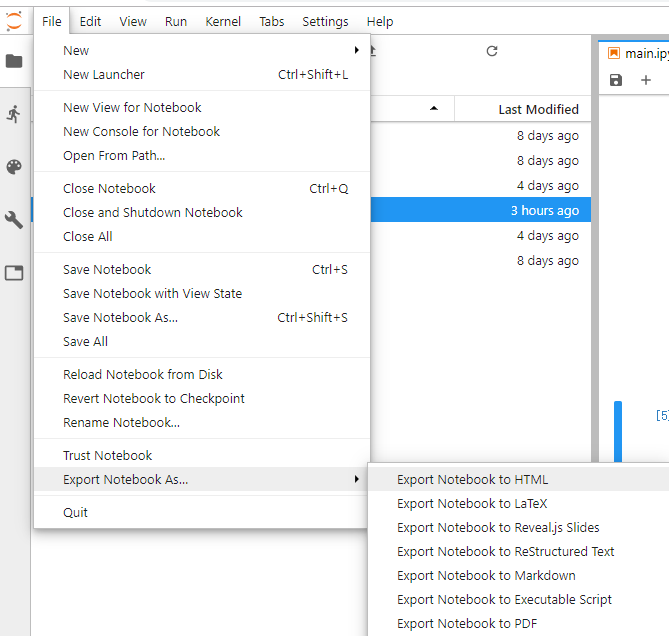 File Edit View Run Kernel Tabs Settings Help
New
New Launcher Ctrl+Shift+L
New View for Notebook
New Console for Notebook
Open From Path...
Close Notebook Ctrl+Q
Close and Shutdown Notebook
Close All
Save Notebook Ctrl+S
Save Notebook with View State
Save Notebook As... Ctrl+Shift+S
Save All
Reload Notebook from Disk
Revert Notebook to Checkpoint
Rename Notebook...
Trust Notebook
Export Notebook As...
Quit
Export Notebook to HTML
Export Notebook to LaTeX
Export Notebook to Reveal.js Slides
Export Notebook to ReStructured Text
Export Notebook to Markdown
Export Notebook to Executable Script
Export Notebook to PDF
Last Modified
8 days ago
8 days ago
4 days ago
3 hours ago
4 days ago
8 days ago
main.ipy
[5]